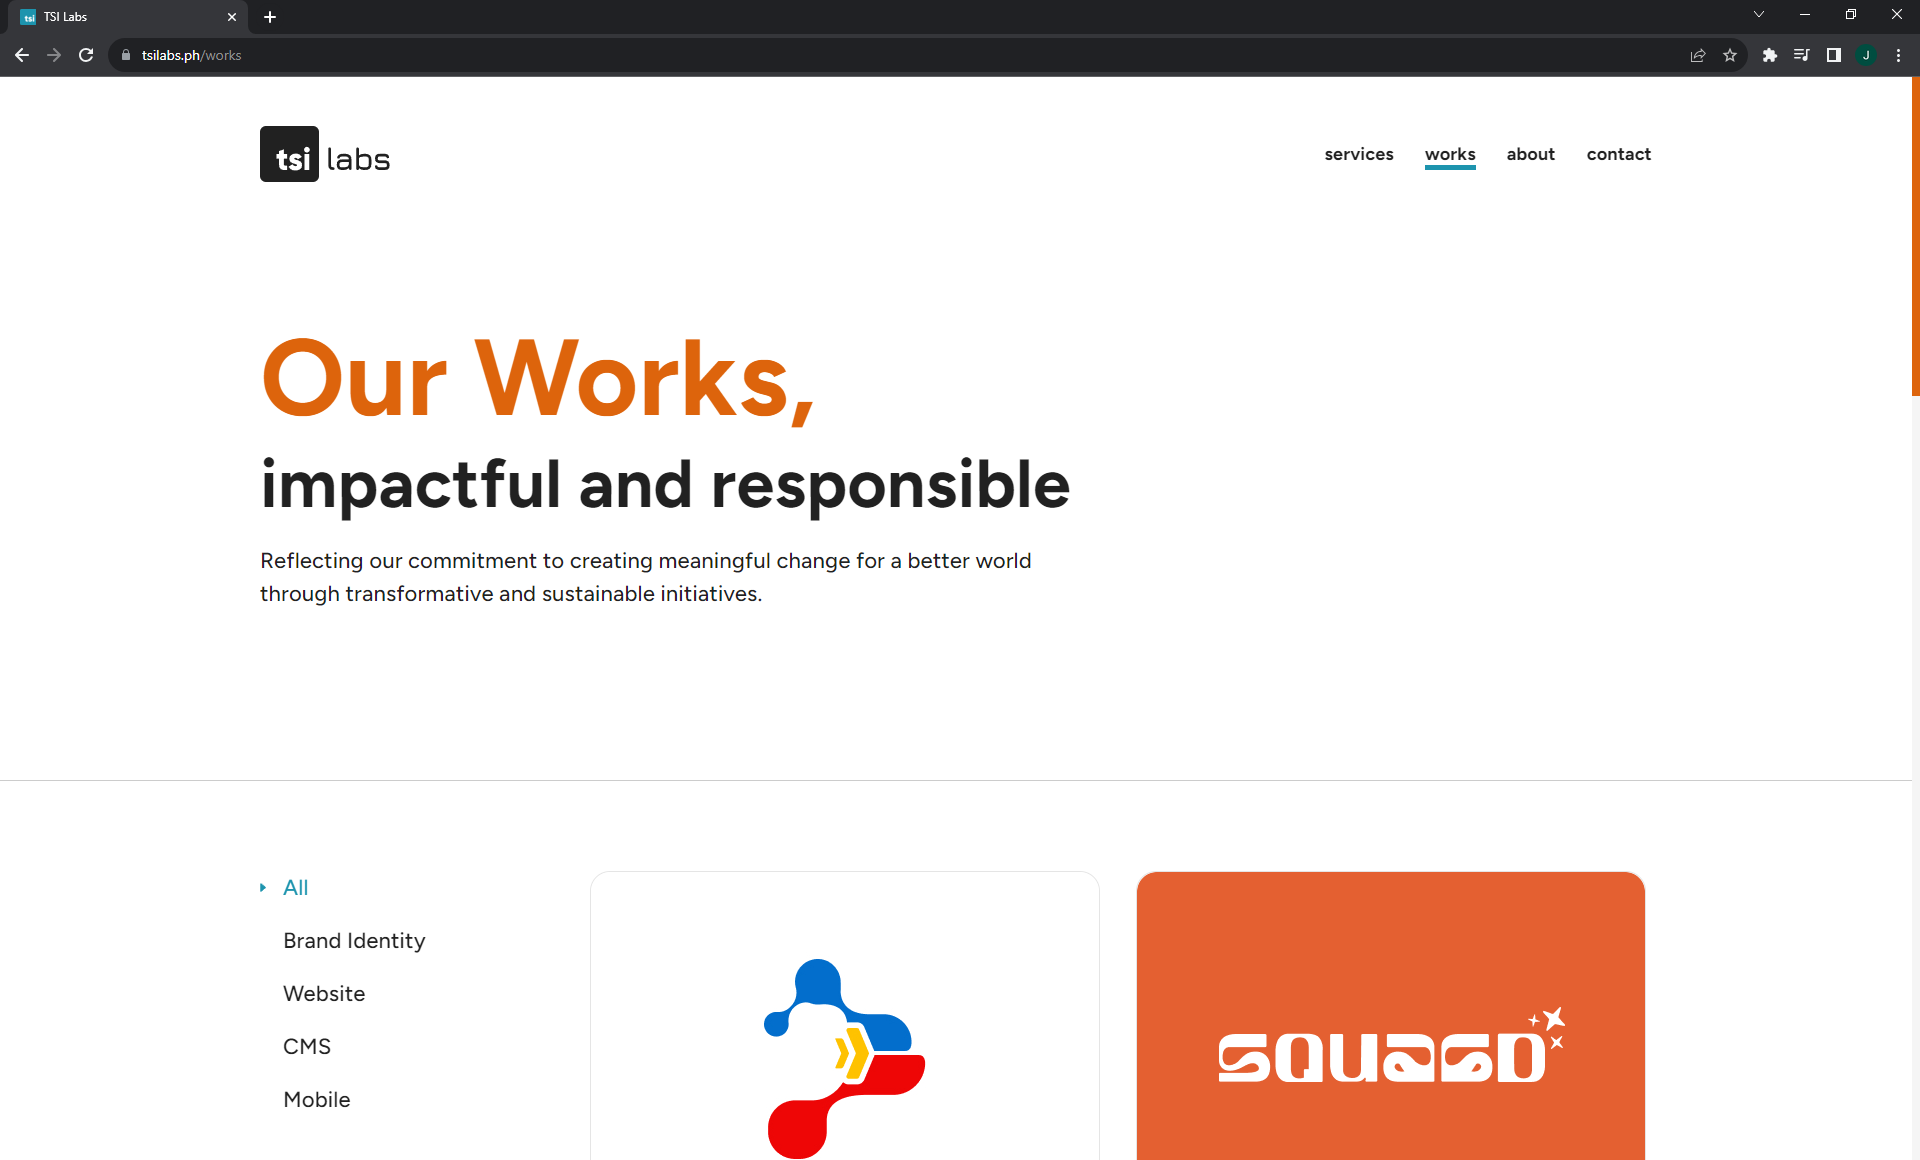 TSI Labs
tsilabs.ph/works
J
tsi labs
services works about contact
Our Works,
impactful and responsible
Reflecting our commitment to creating meaningful change for a better world
through transformative and sustainable initiatives.
All
Brand Identity
Website
CMS
Mobile